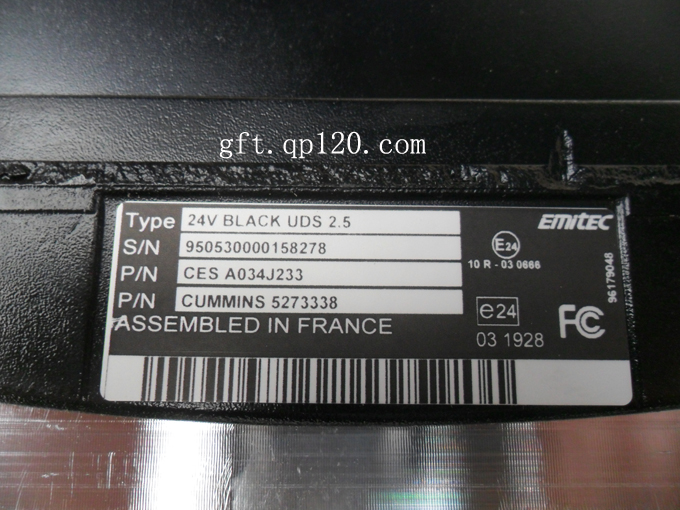 gft.qp120.com
Type 24V BLACK UDS 2.5
S/N 950530000158278
P/N CES A034J233
P/N CUMMINS 5273338
ASSEMBLED IN FRANCE
EMITEC
E24
10 R - 03 0666
e24
03 1928
FC
96179048